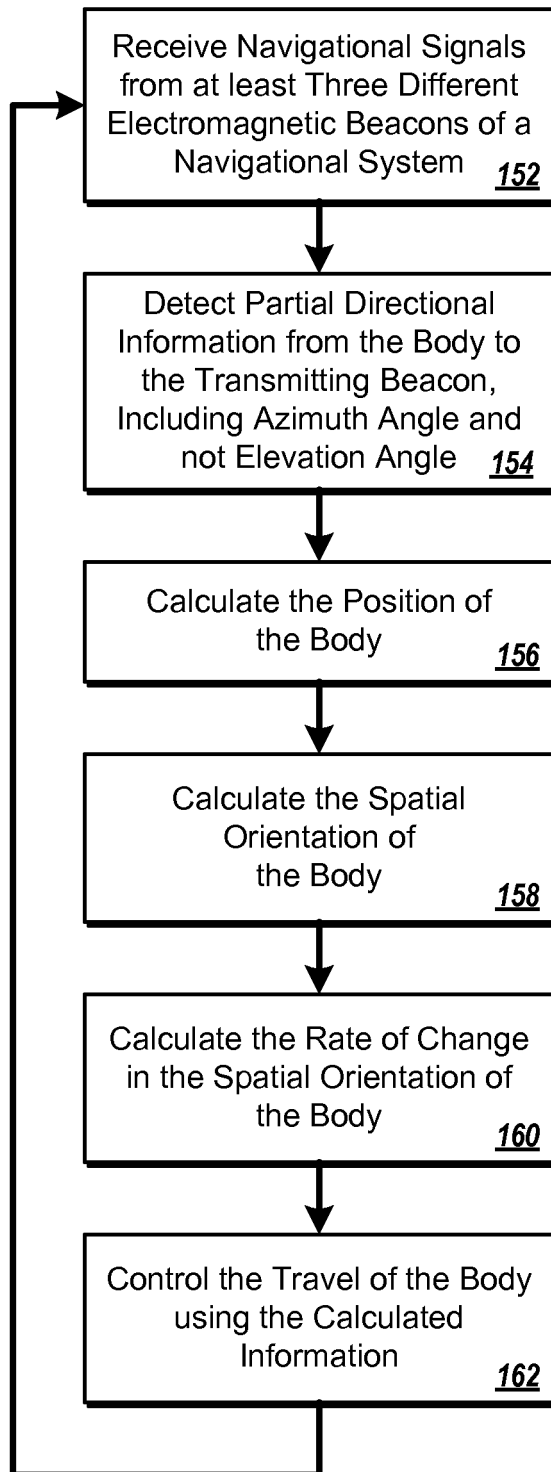 Receive Navigational Signals
from at least Three Different
Electromagnetic Beacons of a
Navigational System 152
Detect Partial Directional
Information from the Body to
the Transmitting Beacon,
Including Azimuth Angle and
not Elevation Angle 154
Calculate the Position of
the Body 156
Calculate the Spatial
Orientation of
the Body 158
Calculate the Rate of Change
in the Spatial Orientation of
the Body 160
Control the Travel of the Body
using the Calculated
Information 162